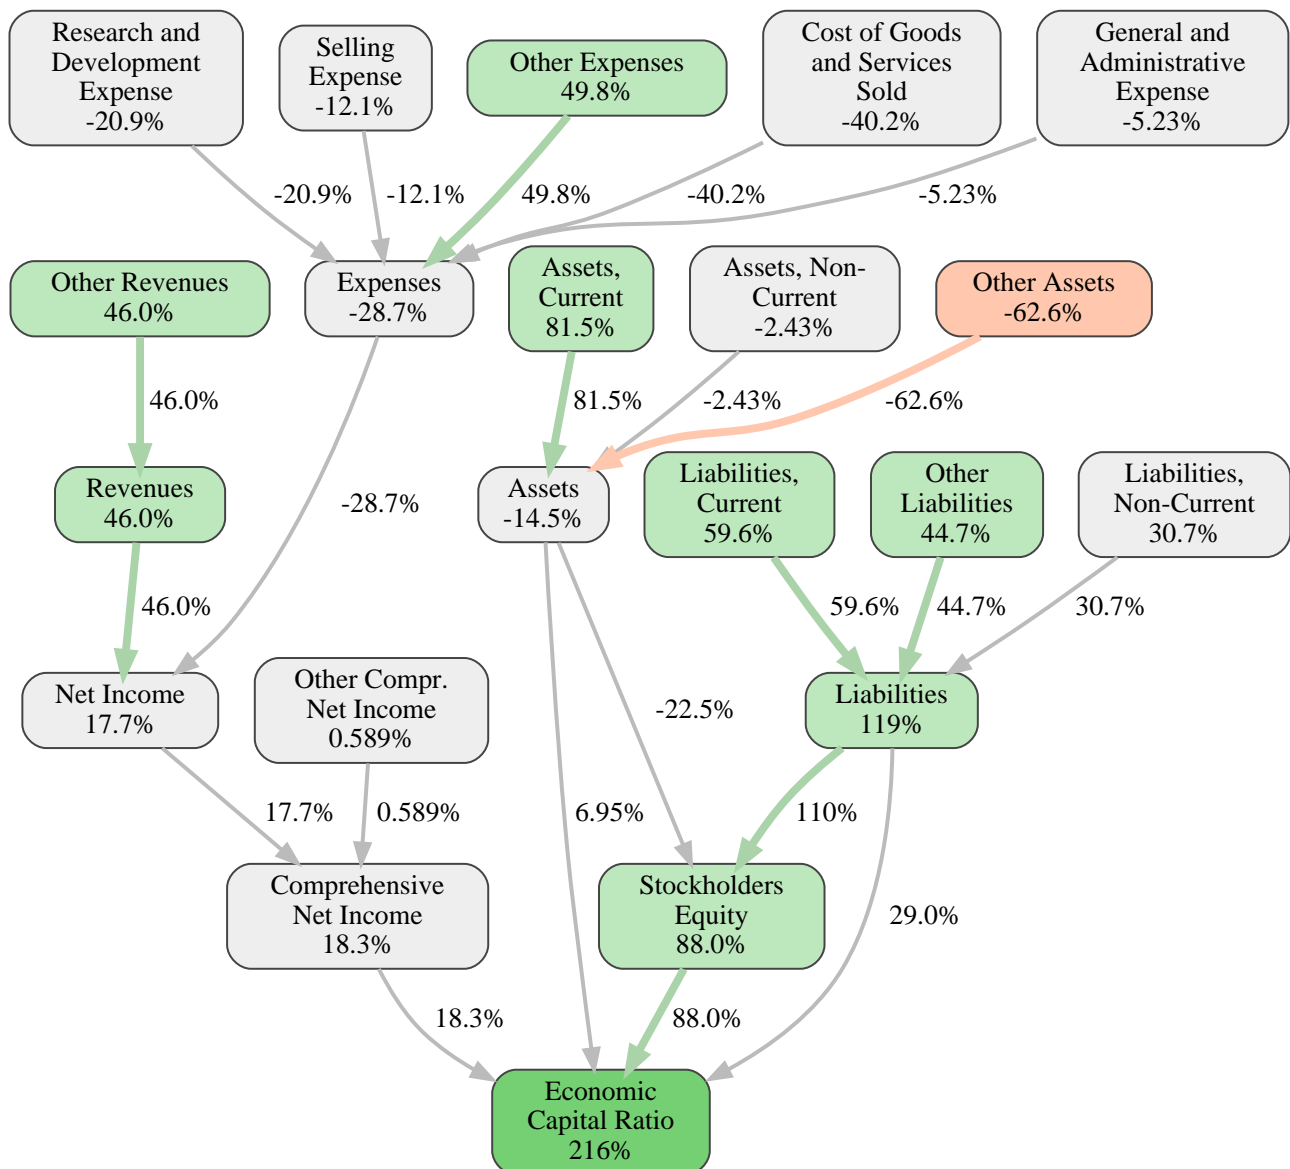 Research and
Development
Expense
-20.9%
Selling
Expense
-12.1%
Other Expenses
49.8%
Cost of Goods
and Services
Sold
-40.2%
General and
Administrative
Expense
-5.23%
-20.9%
-12.1%
49.8%
-40.2%
-5.23%
Other Revenues
46.0%
Expenses
-28.7%
Assets,
Current
81.5%
Assets, Non-
Current
-2.43%
Other Assets
-62.6%
46.0%
81.5%
-2.43%
-62.6%
Revenues
46.0%
-28.7%
Assets
-14.5%
Liabilities,
Current
59.6%
Other
Liabilities
44.7%
Liabilities,
Non-Current
30.7%
46.0%
59.6%
44.7%
30.7%
Net Income
17.7%
Other Compr.
Net Income
0.589%
-22.5%
Liabilities
119%
17.7%
0.589%
6.95%
110%
Comprehensive
Net Income
18.3%
Stockholders
Equity
88.0%
29.0%
18.3%
88.0%
Economic
Capital Ratio
216%